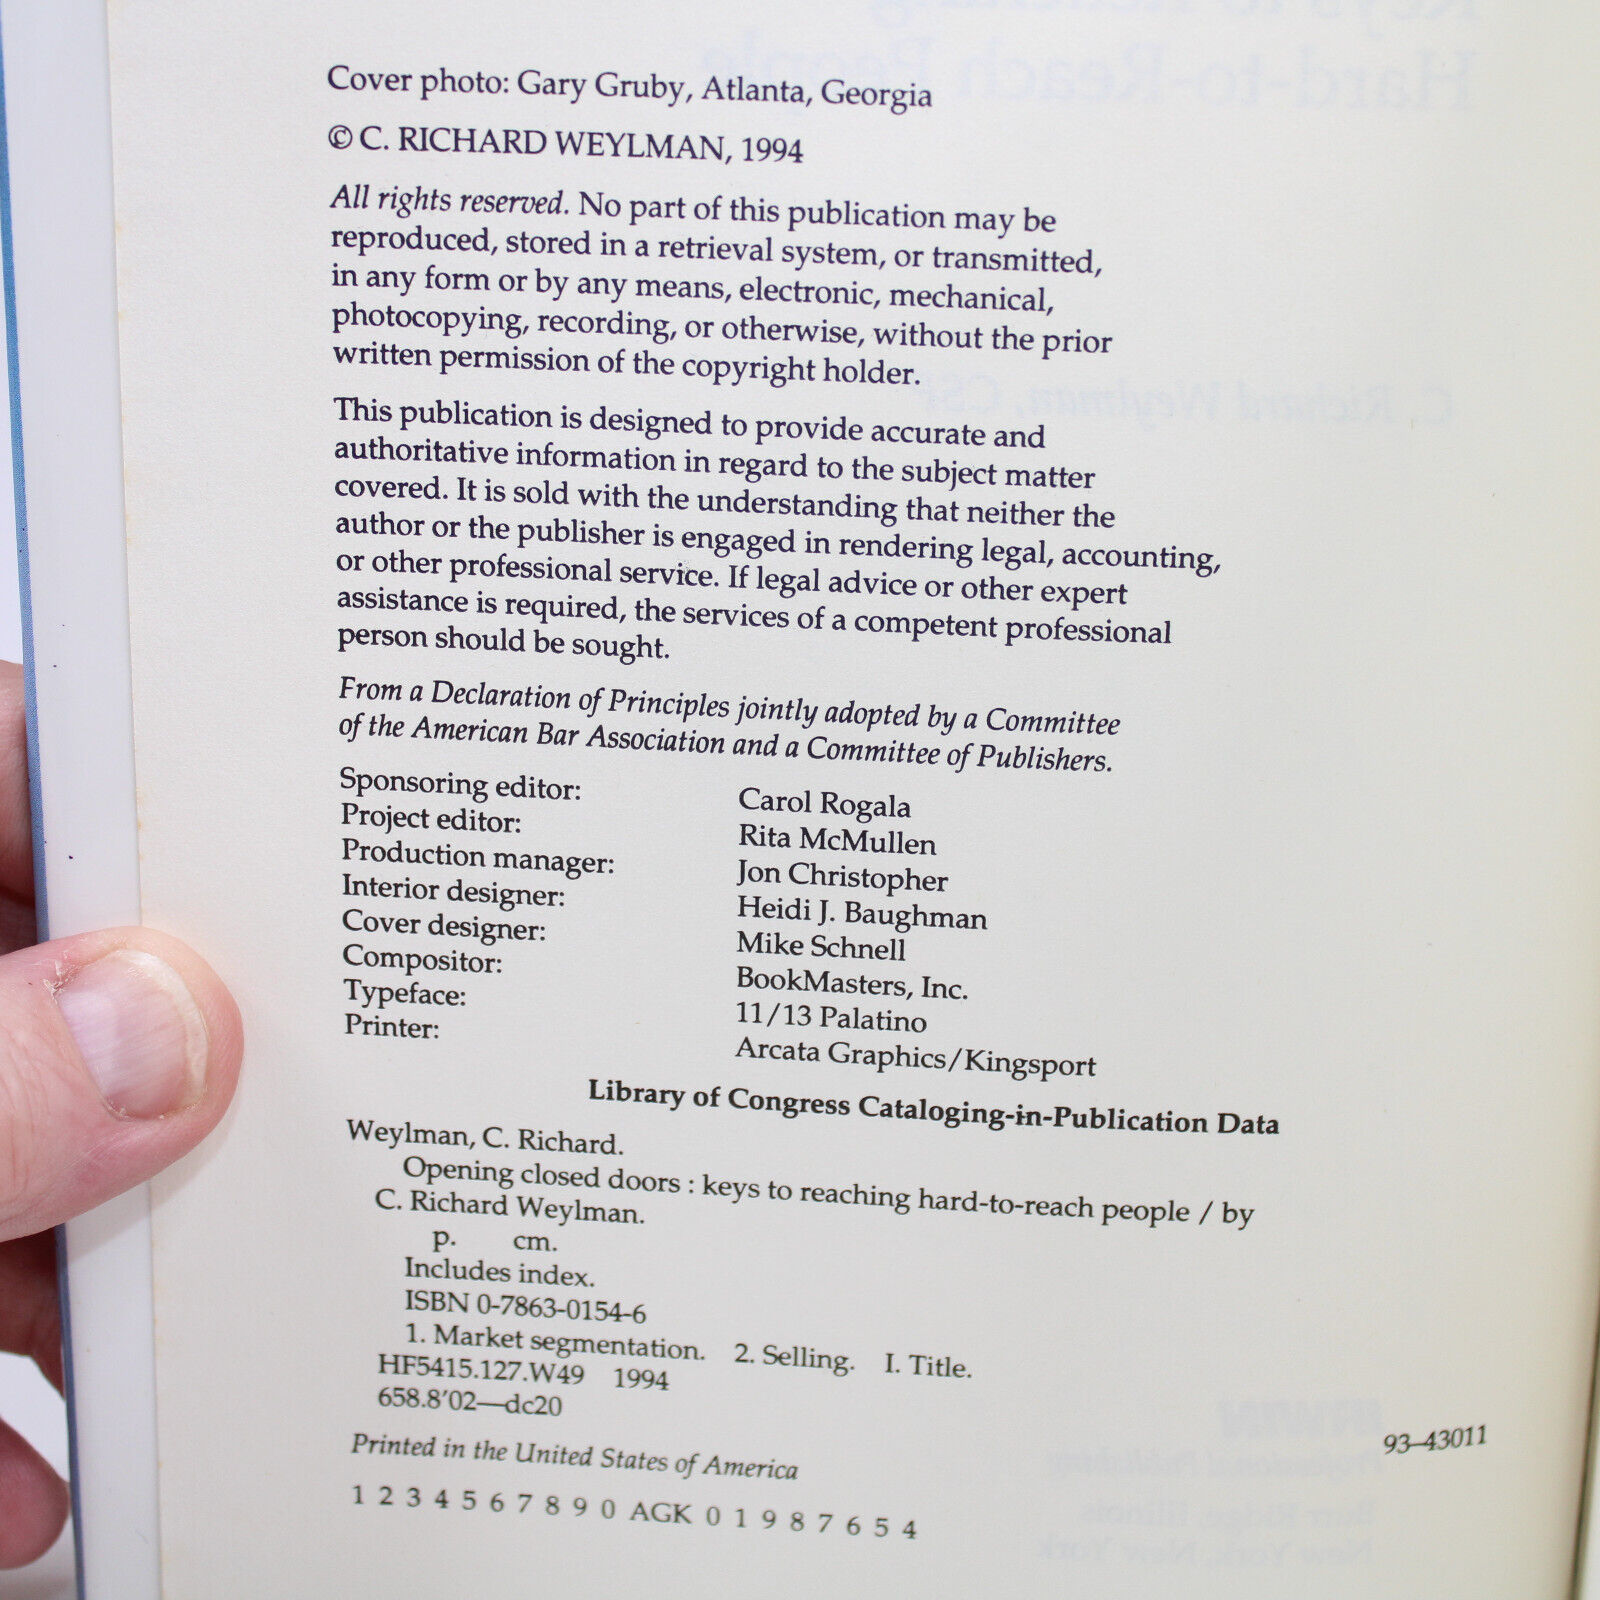 Cover photo: Gary Gruby, Atlanta, Georgia
© C. RICHARD WEYLMAN, 1994
All rights reserved. No part of this publication may be
reproduced, stored in a retrieval system, or transmitted,
in any form or by any means, electronic, mechanical,
photocopying, recording, or otherwise, without the prior
written permission of the copyright holder.
This publication is designed to provide accurate and
authoritative information in regard to the subject matter
covered. It is sold with the understanding that neither the
author or the publisher is engaged in rendering legal, accounting,
or other professional service. If legal advice or other expert
assistance is required, the services of a competent professional
person should be sought.
From a Declaration of Principles jointly adopted by a Committee
of the American Bar Association and a Committee of Publishers.
Sponsoring editor: Carol Rogala
Project editor: Rita McMullen
Production manager: Jon Christopher
Interior designer: Heidi J. Baughman
Cover designer: Mike Schnell
Compositor: BookMasters, Inc.
Typeface: 11/13 Palatino
Printer: Arcata Graphics/Kingsport
Library of Congress Cataloging-in-Publication Data
Weylman, C. Richard.
Opening closed doors : keys to reaching hard-to-reach people / by
C. Richard Weylman.
p. cm.
Includes index.
ISBN 0-7863-0154-6
1. Market segmentation. 2. Selling. I. Title.
HF5415.127.W49 1994
658.8'02—dc20
93-43011
Printed in the United States of America
1 2 3 4 5 6 7 8 9 0 AGK 0 1 9 8 7 6 5 4